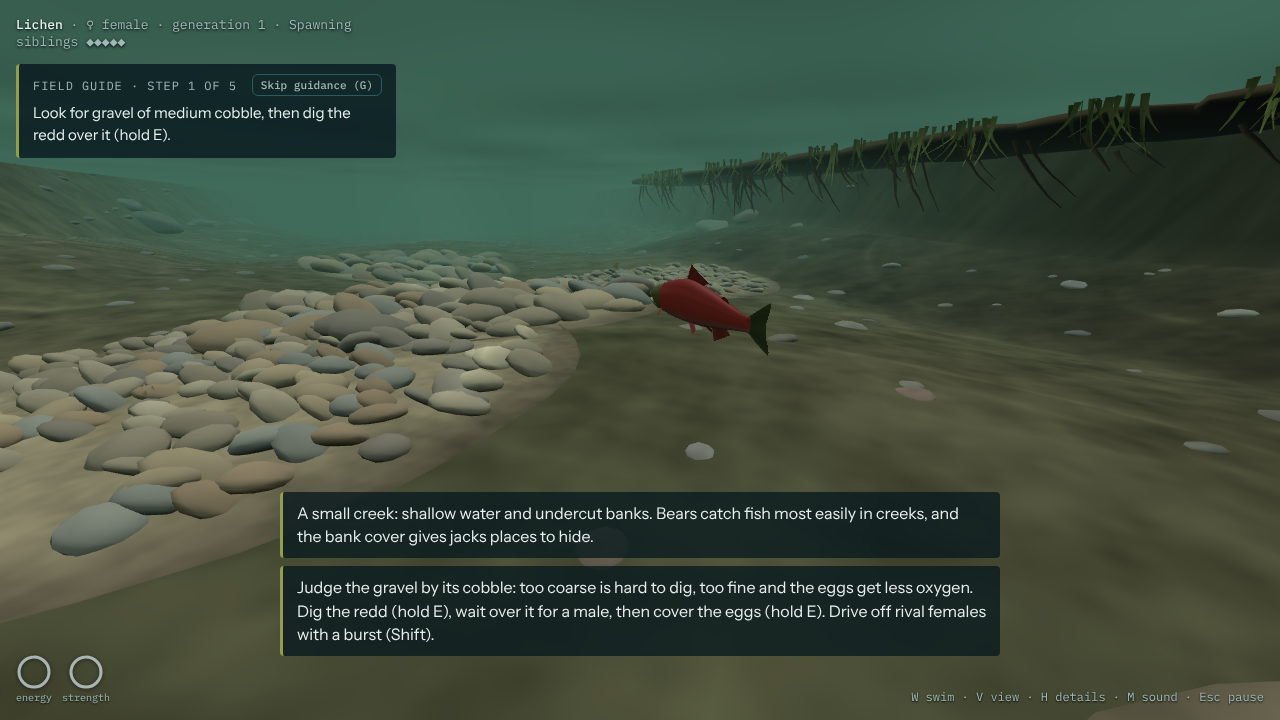 Lichen · ♀ female · generation 1 · Spawning
siblings ◆◆◆◆◆
FIELD GUIDE · STEP 1 OF 5 Skip guidance (G)
Look for gravel of medium cobble, then dig the
redd over it (hold E).
A small creek: shallow water and undercut banks. Bears catch fish most easily in creeks, and
the bank cover gives jacks places to hide.
Judge the gravel by its cobble: too coarse is hard to dig, too fine and the eggs get less oxygen.
Dig the redd (hold E), wait over it for a male, then cover the eggs (hold E). Drive off rival females
with a burst (Shift).
energy strength
W swim · V view · H details · M sound · Esc pause